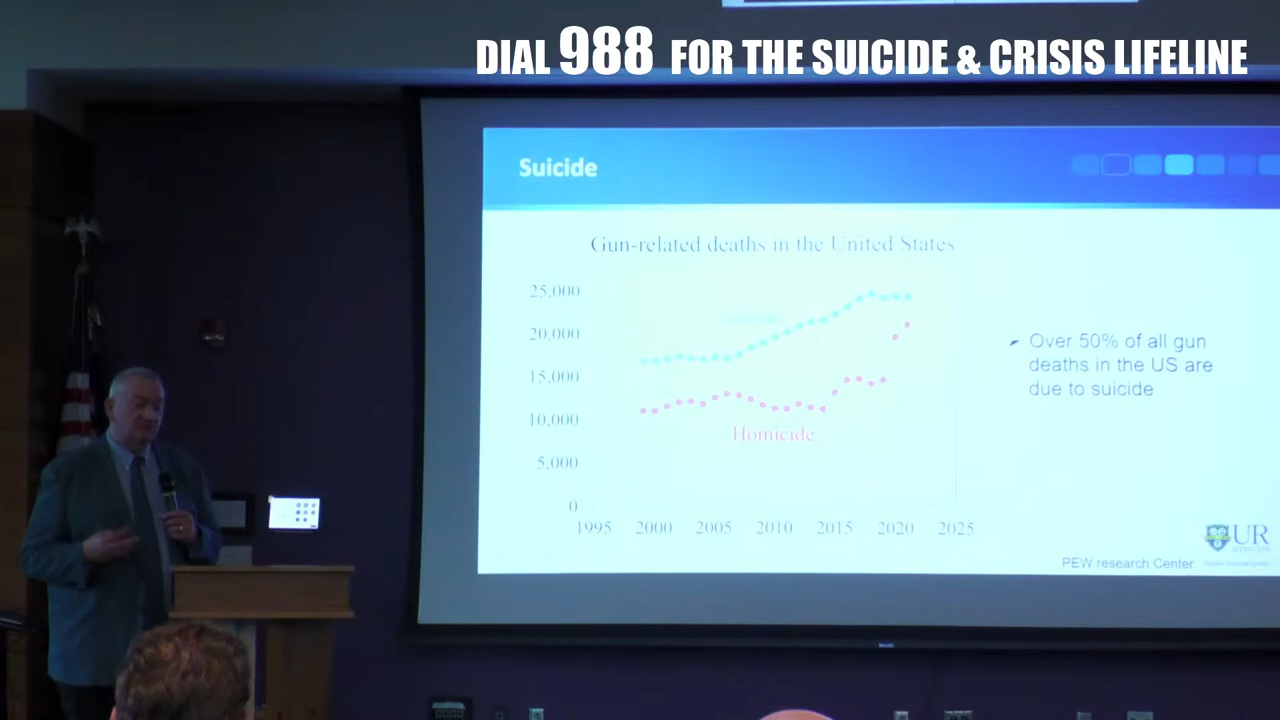 DIAL 988 FOR THE SUICIDE & CRISIS LIFELINE
Suicide
Gun-related deaths in the United States
25,000
20,000
15,000
10,000
5,000
0
Homicide
1995 2000 2005 2010 2015 2020 2025
Over 50% of all gun
deaths in the US are
due to suicide
PEW research Center
UR
MEDICINE